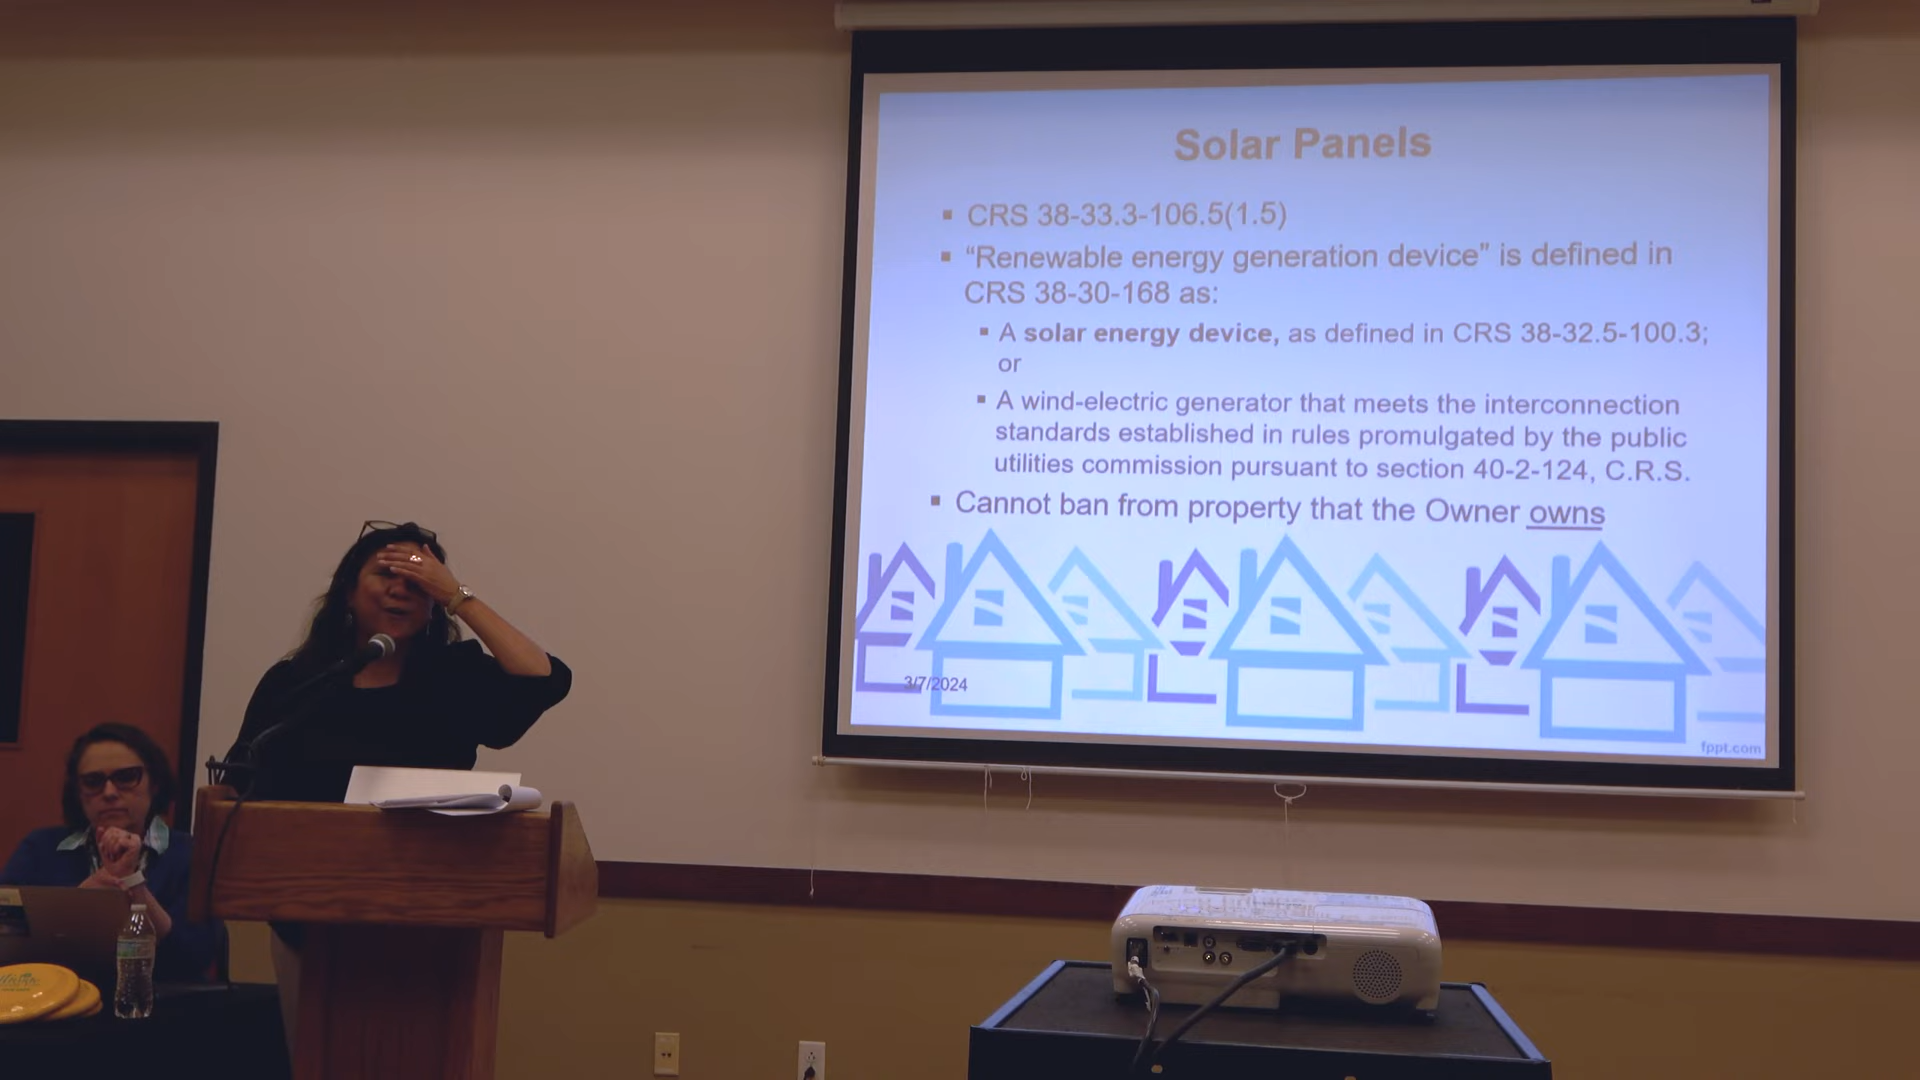 Solar Panels
▪ CRS 38-33.3-106.5(1.5)
▪ “Renewable energy generation device” is defined in
CRS 38-30-168 as:
▪ A solar energy device, as defined in CRS 38-32.5-100.3;
or
▪ A wind-electric generator that meets the interconnection
standards established in rules promulgated by the public
utilities commission pursuant to section 40-2-124, C.R.S.
▪ Cannot ban from property that the Owner owns
3/7/2024
fppt.com